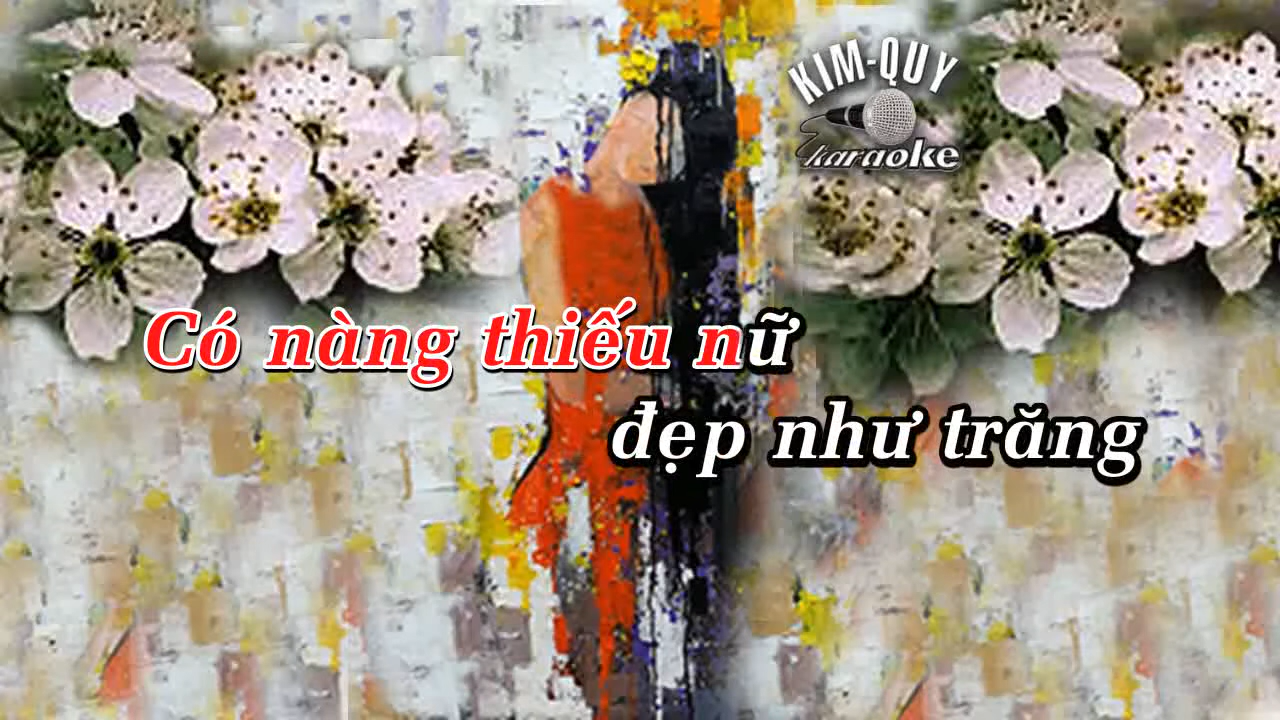 KIM-QUY
karaoke
Có nàng thiếu nữ
đẹp như trăng